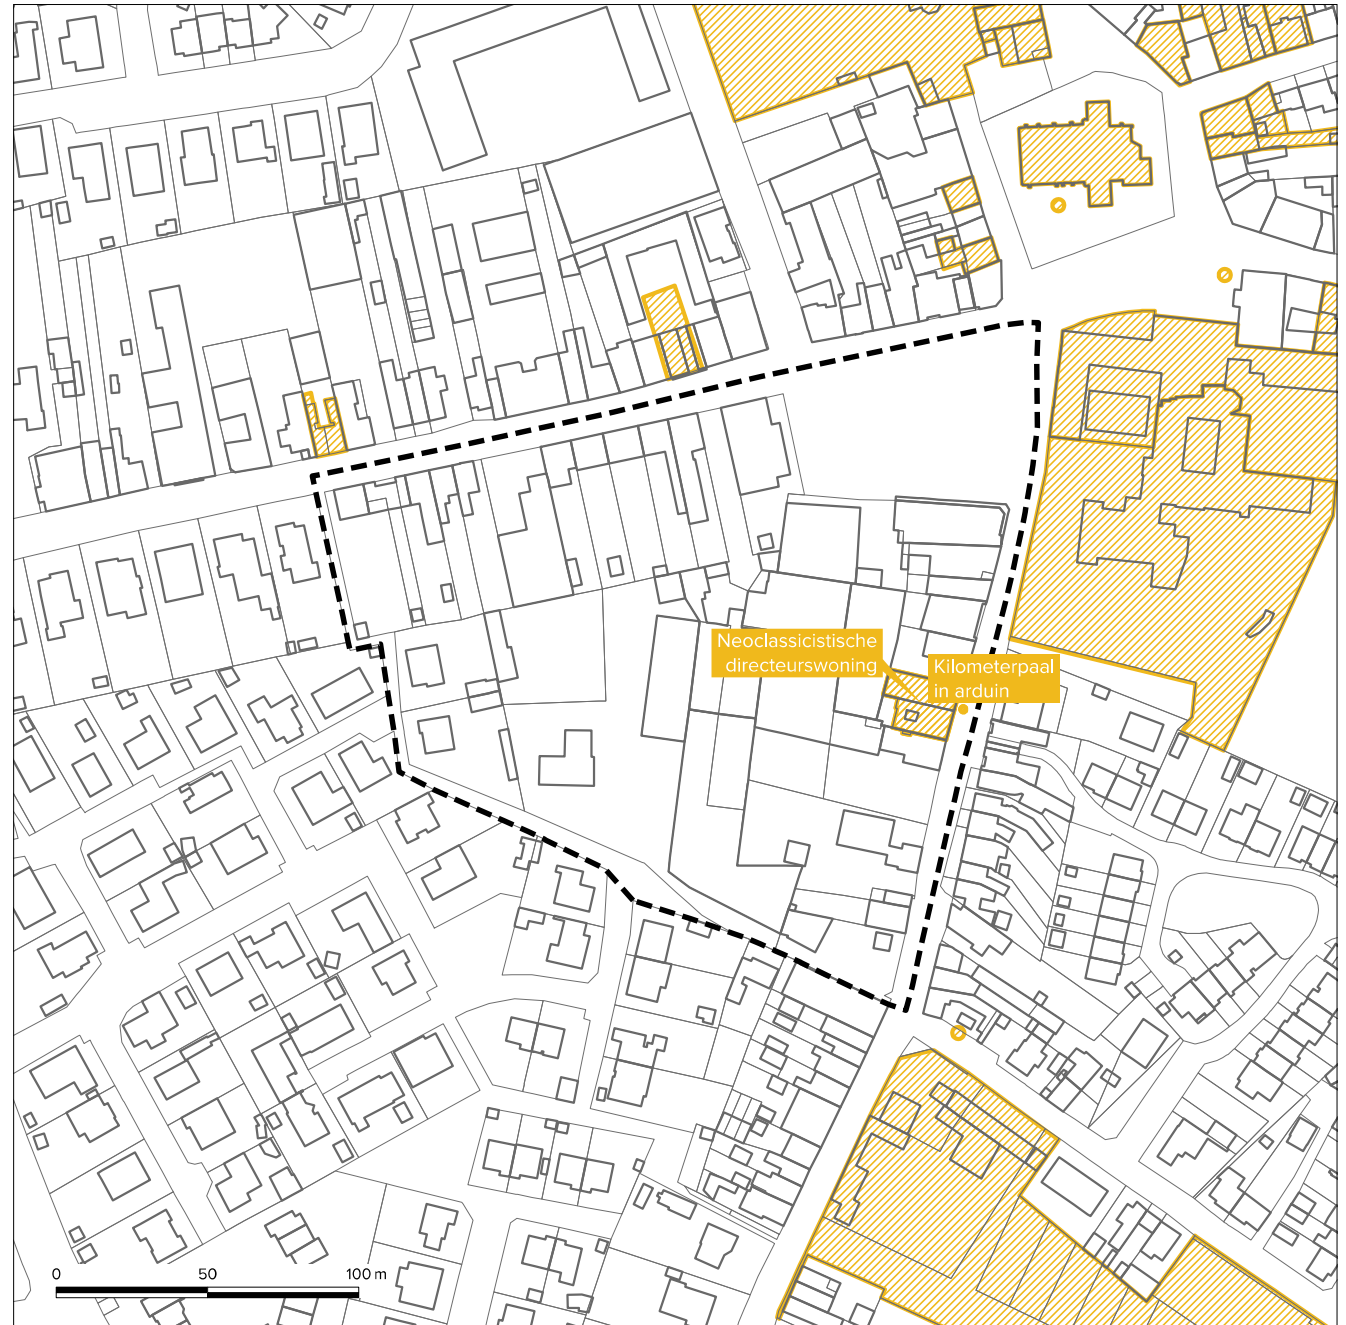 Neoclassicistische
directeurswoning
Kilometerpaal
in arduin
0 50 100 m